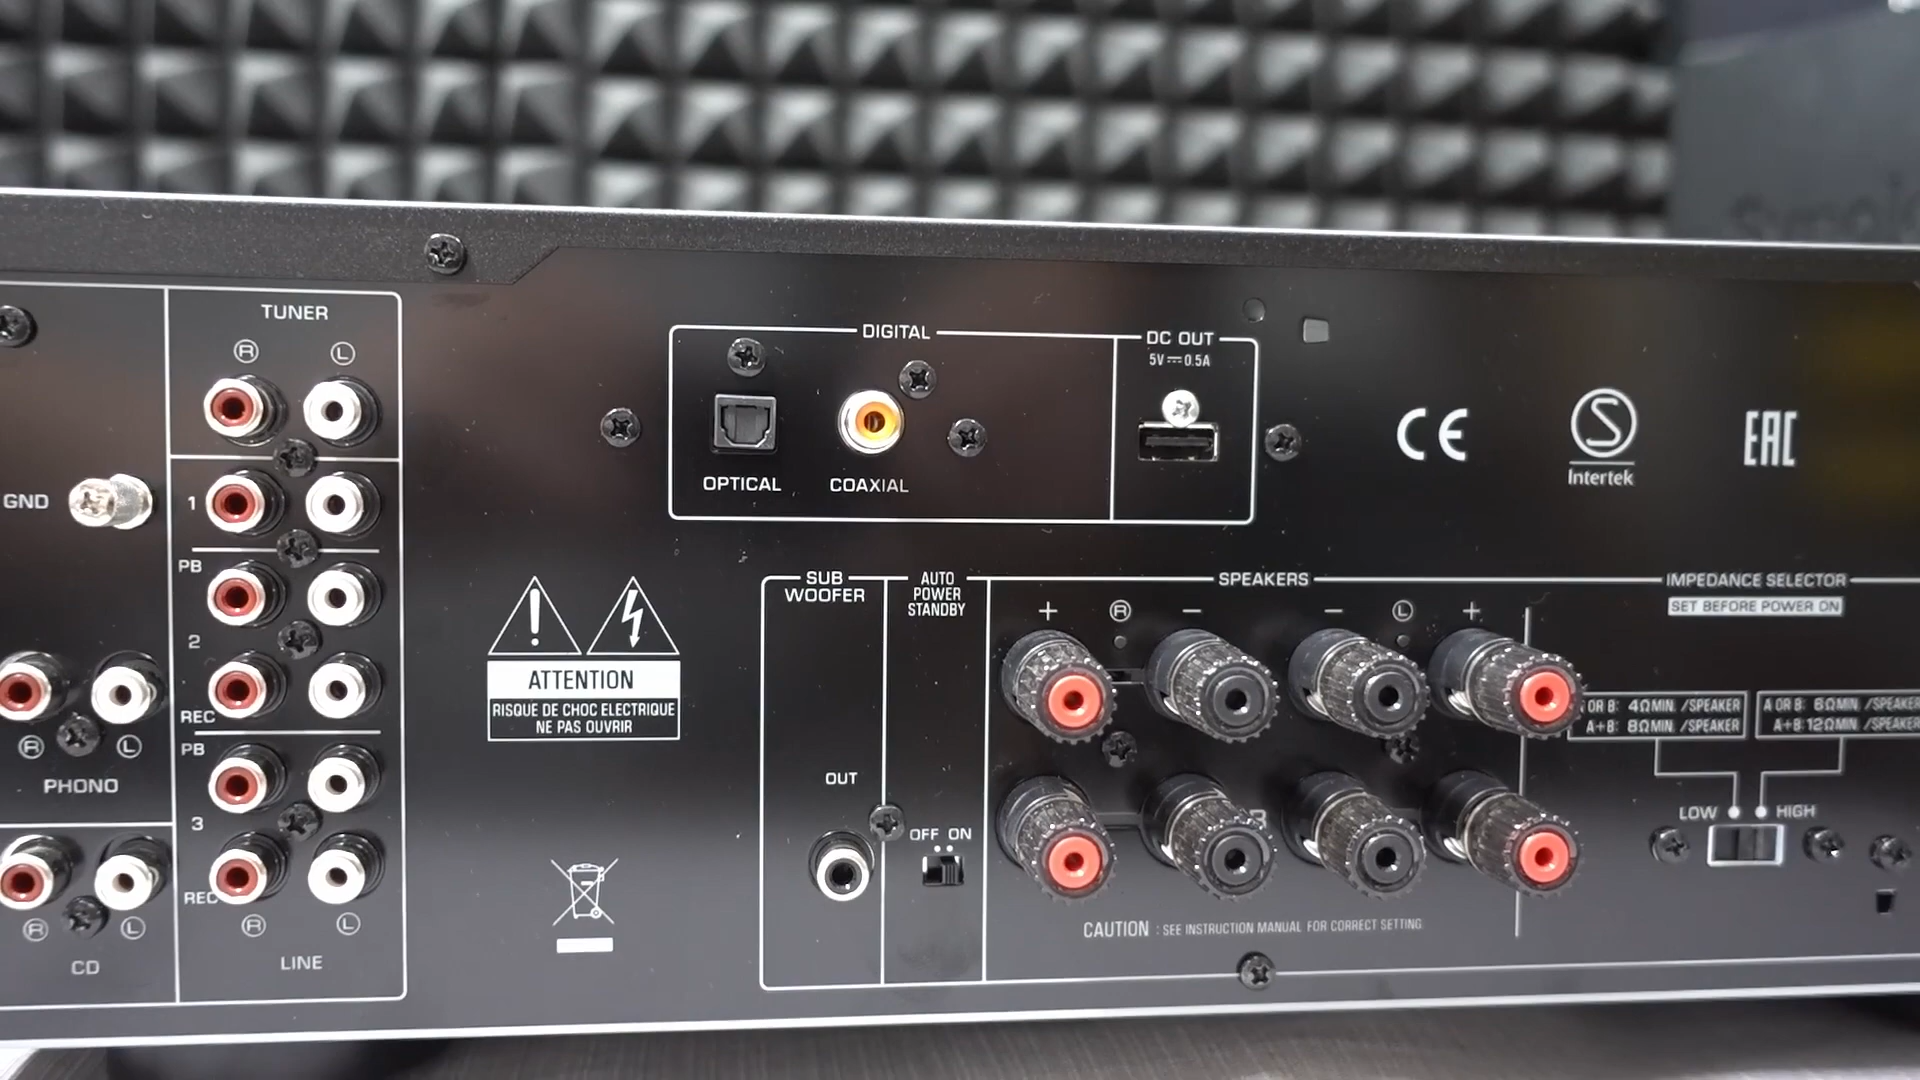 TUNER
R L
GND
1
PB
2
REC
PB
3
REC
R L
LINE
R L
PHONO
R L
CD
DIGITAL
OPTICAL
COAXIAL
DC OUT
5V 0.5A
CE
S
Intertek
EAC
ATTENTION
RISQUE DE CHOC ELECTRIQUE
NE PAS OUVRIR
SUB
WOOFER
OUT
AUTO
POWER
STANDBY
OFF ON
SPEAKERS
+ R − − L +
CAUTION : SEE INSTRUCTION MANUAL FOR CORRECT SETTING
IMPEDANCE SELECTOR
SET BEFORE POWER ON
OR B: 4ΩMIN. /SPEAKER
A+B: 8ΩMIN. /SPEAKER
A OR B: 6ΩMIN. /SPEAKER
A+B:12ΩMIN. /SPEAKER
LOW HIGH